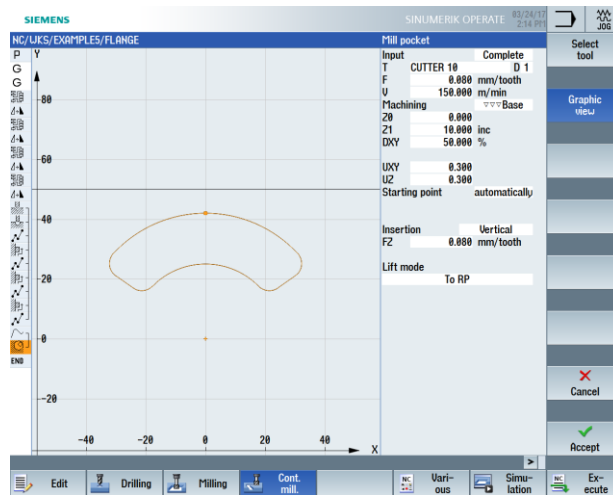 SIEMENS
SINUMERIK OPERATE 03/24/17
2:14 PM
JOG
NC/WKS/EXAMPLES/FLANGE
Mill pocket
Select
tool
P Y
G
G
Input Complete
T CUTTER 10 D 1
F 0.080 mm/tooth
V 150.000 m/min
Machining ▽▽▽Base
Z0 0.000
Z1 10.000 inc
DXY 50.000 %
UXY 0.300
UZ 0.300
Starting point automatically
Insertion Vertical
FZ 0.080 mm/tooth
Lift mode
To RP
Graphic
view
80
60
40
20
0
-20
END
-40 -20 0 20 40 X
Cancel
Accept
>
Edit
Drilling
Milling
Cont.
mill.
NC
Vari-
ous
Simu-
lation
NC
Ex-
ecute